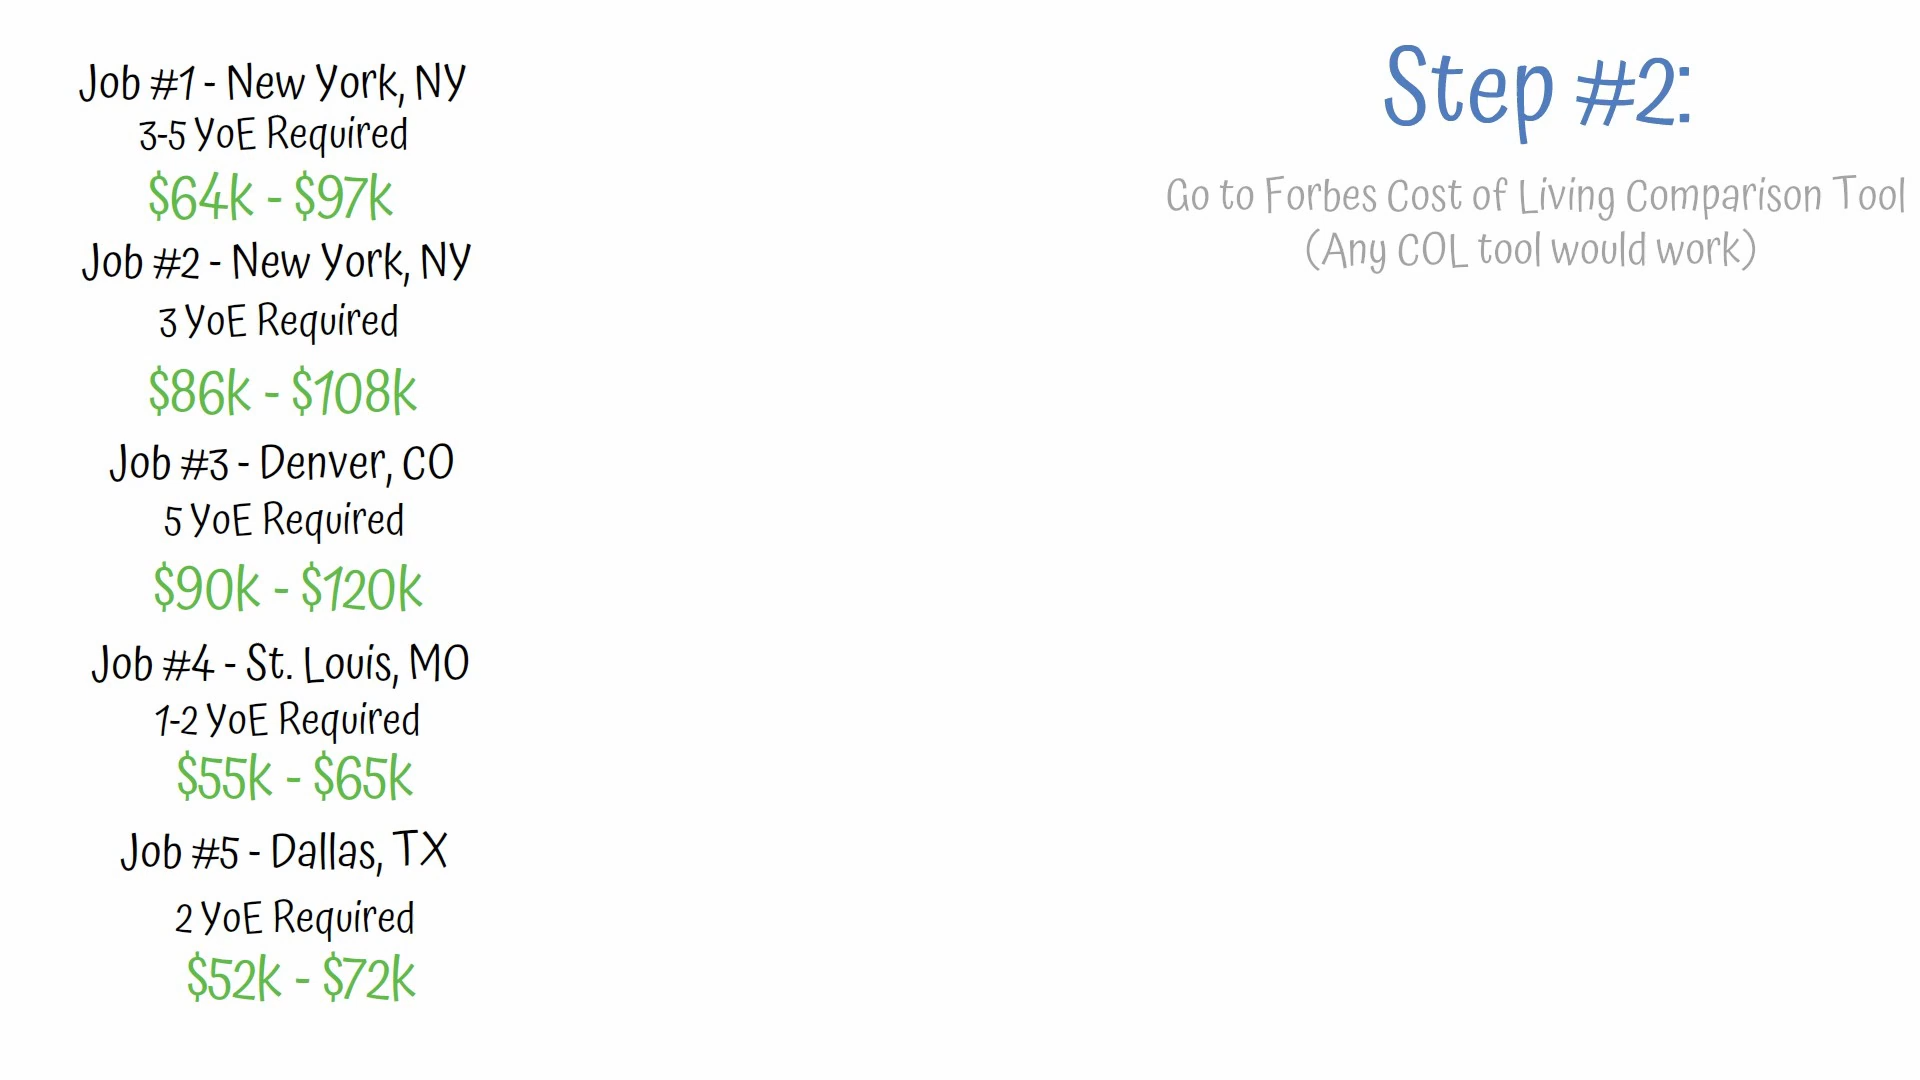 Job #1 - New York, NY
3-5 YoE Required
$64k - $97k
Job #2 - New York, NY
3 YoE Required
$86k - $108k
Job #3 - Denver, CO
5 YoE Required
$90k - $120k
Job #4 - St. Louis, MO
1-2 YoE Required
$55k - $65k
Job #5 - Dallas, TX
2 YoE Required
$52k - $72k
Step #2:
Go to Forbes Cost of Living Comparison Tool
(Any COL tool would work)